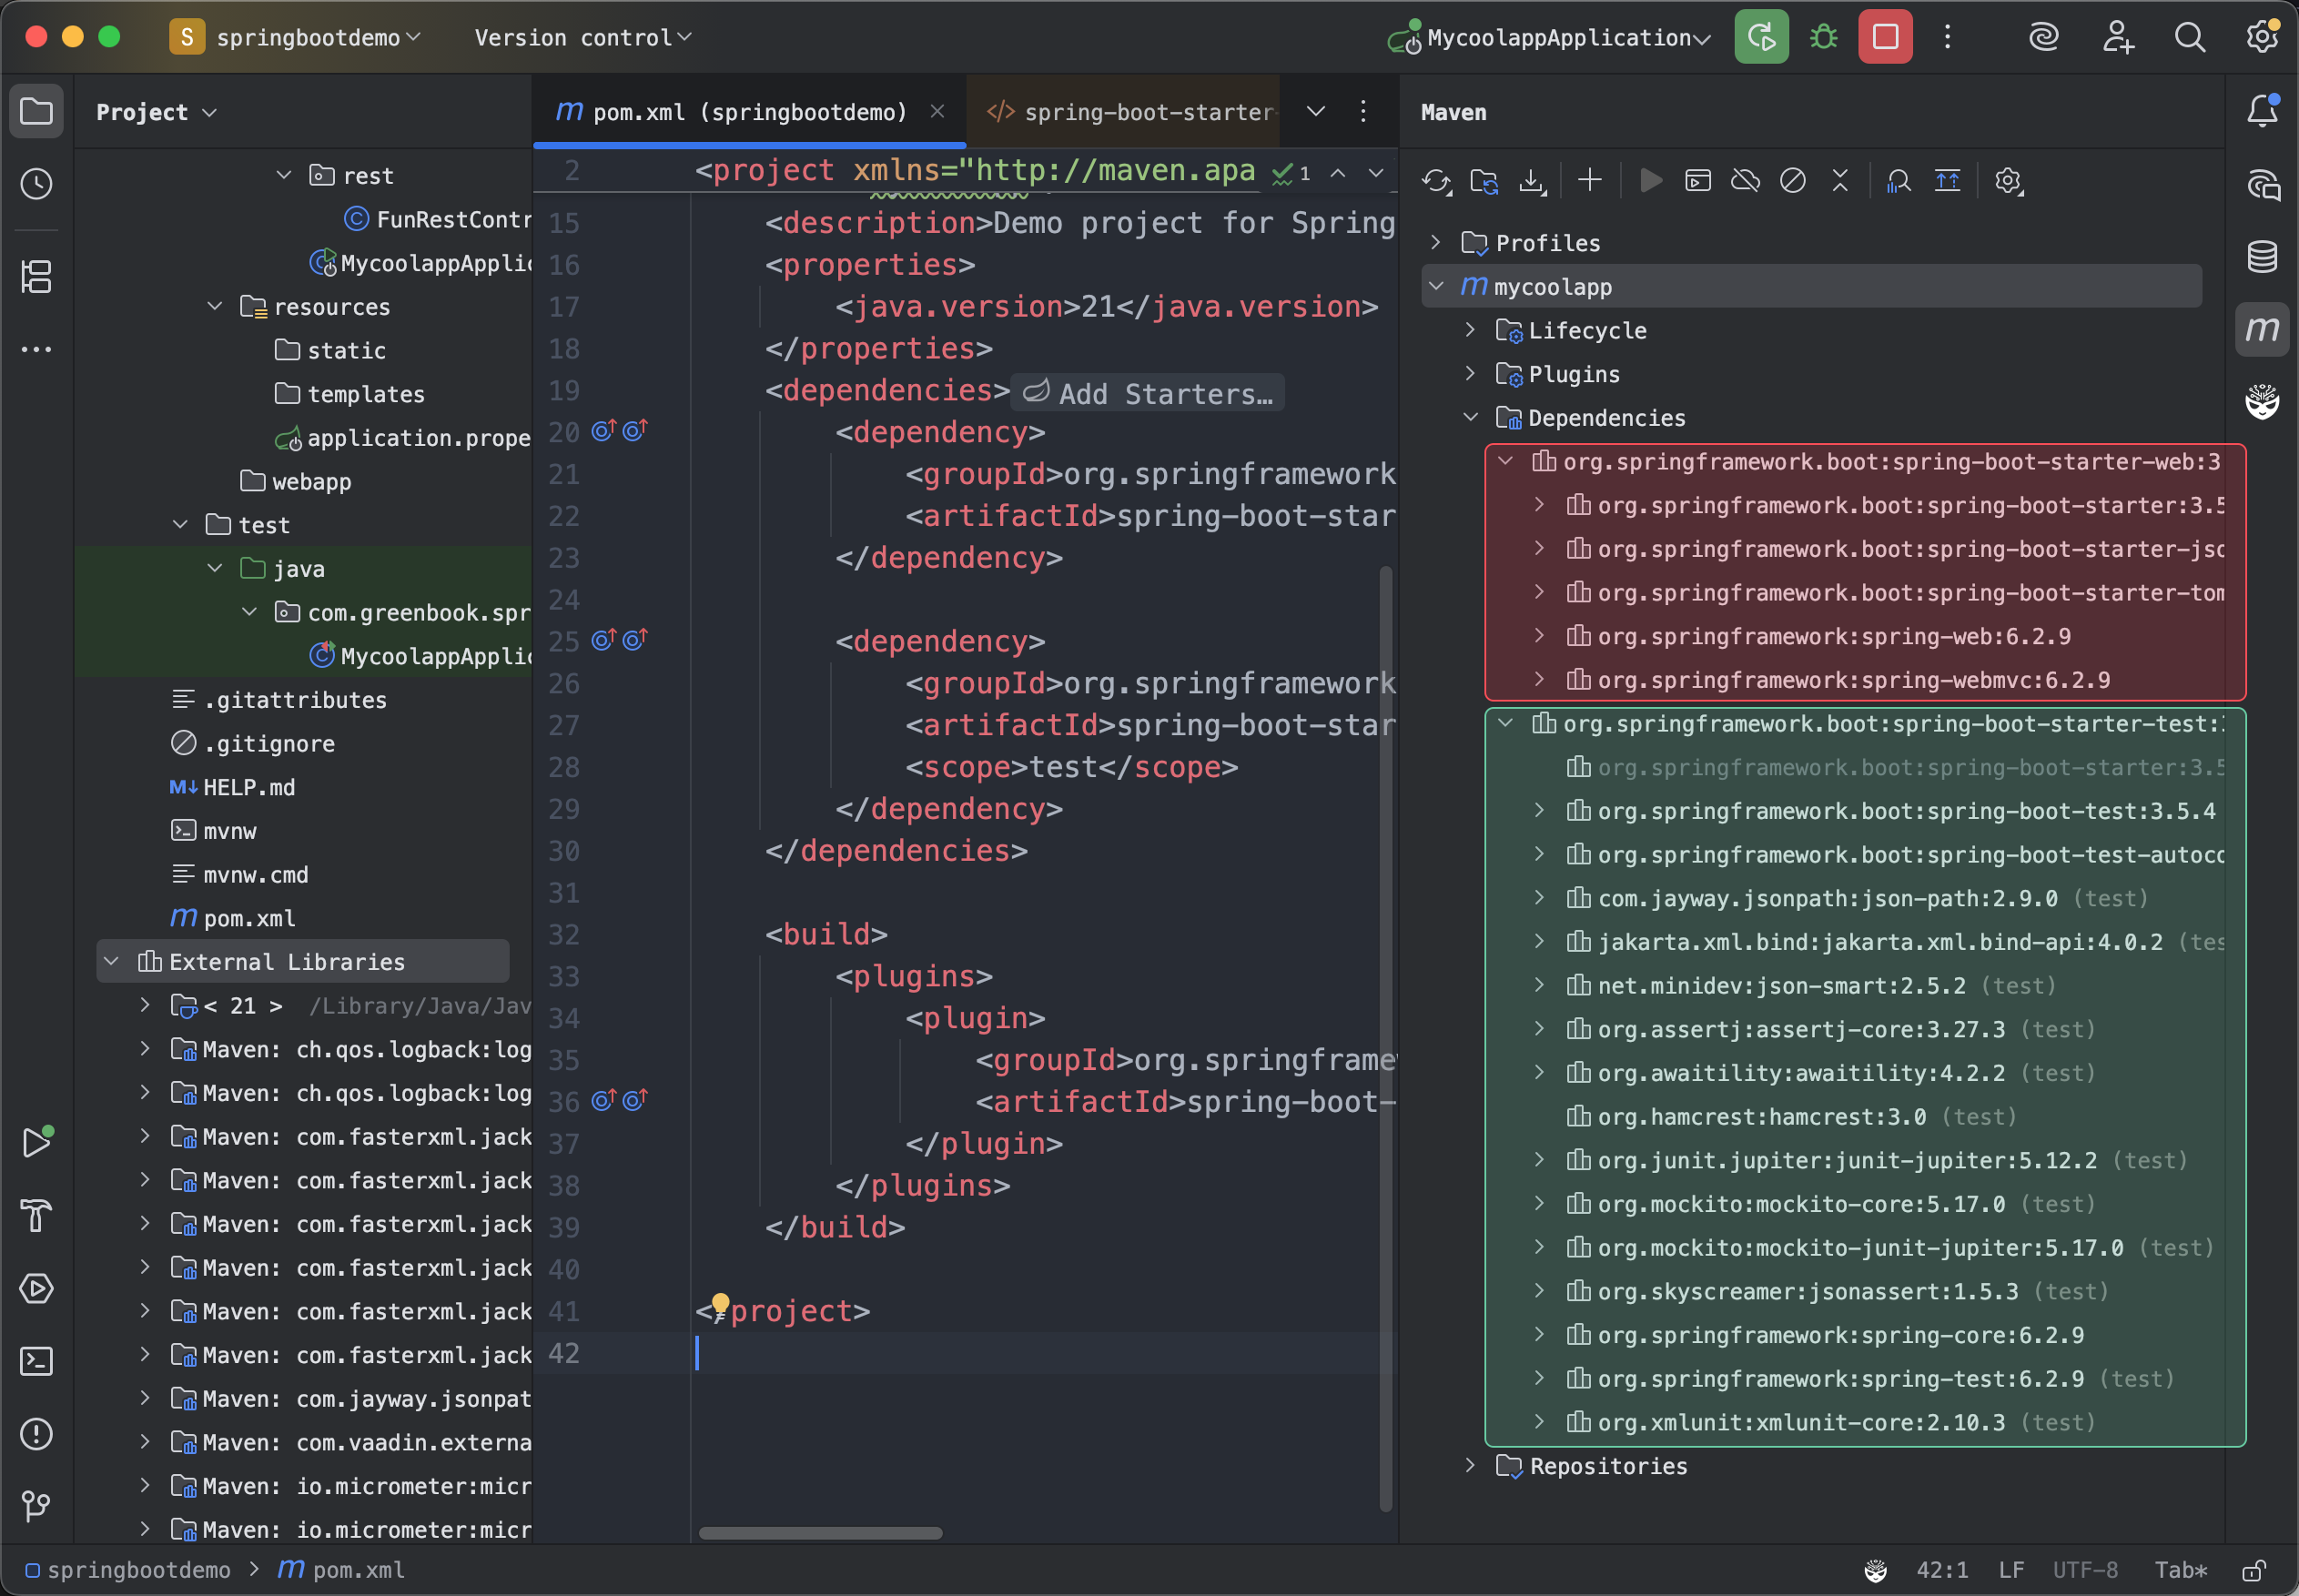 S springbootdemo
Version control
MycoolappApplication
Project
rest
FunRestContr
MycoolappApplic
resources
static
templates
application.prope
webapp
test
java
com.greenbook.spr
MycoolappApplic
.gitattributes
.gitignore
M↓ HELP.md
mvnw
mvnw.cmd
m pom.xml
External Libraries
< 21 > /Library/Java/Jav
Maven: ch.qos.logback:log
Maven: ch.qos.logback:log
Maven: com.fasterxml.jack
Maven: com.fasterxml.jack
Maven: com.fasterxml.jack
Maven: com.fasterxml.jack
Maven: com.fasterxml.jack
Maven: com.fasterxml.jack
Maven: com.jayway.jsonpat
Maven: com.vaadin.externa
Maven: io.micrometer:micr
Maven: io.micrometer:micr
m pom.xml (springbootdemo)
</> spring-boot-starter-
2 <project xmlns="http://maven.apa 1
15 <description>Demo project for Spring
16 <properties>
17 <java.version>21</java.version>
18 </properties>
19 <dependencies> Add Starters…
20 <dependency>
21 <groupId>org.springframework
22 <artifactId>spring-boot-star
23 </dependency>
24
25 <dependency>
26 <groupId>org.springframework
27 <artifactId>spring-boot-star
28 <scope>test</scope>
29 </dependency>
30 </dependencies>
31
32 <build>
33 <plugins>
34 <plugin>
35 <groupId>org.springframe
36 <artifactId>spring-boot-
37 </plugin>
38 </plugins>
39 </build>
40
41 </project>
42
Maven
Profiles
m mycoolapp
Lifecycle
Plugins
Dependencies
org.springframework.boot:spring-boot-starter-web:3
org.springframework.boot:spring-boot-starter:3.5
org.springframework.boot:spring-boot-starter-jso
org.springframework.boot:spring-boot-starter-tom
org.springframework:spring-web:6.2.9
org.springframework:spring-webmvc:6.2.9
org.springframework.boot:spring-boot-starter-test:3
org.springframework.boot:spring-boot-starter:3.5
org.springframework.boot:spring-boot-test:3.5.4
org.springframework.boot:spring-boot-test-autoco
com.jayway.jsonpath:json-path:2.9.0 (test)
jakarta.xml.bind:jakarta.xml.bind-api:4.0.2 (tes
net.minidev:json-smart:2.5.2 (test)
org.assertj:assertj-core:3.27.3 (test)
org.awaitility:awaitility:4.2.2 (test)
org.hamcrest:hamcrest:3.0 (test)
org.junit.jupiter:junit-jupiter:5.12.2 (test)
org.mockito:mockito-core:5.17.0 (test)
org.mockito:mockito-junit-jupiter:5.17.0 (test)
org.skyscreamer:jsonassert:1.5.3 (test)
org.springframework:spring-core:6.2.9
org.springframework:spring-test:6.2.9 (test)
org.xmlunit:xmlunit-core:2.10.3 (test)
Repositories
m
springbootdemo > m pom.xml
42:1 LF UTF-8 Tab*